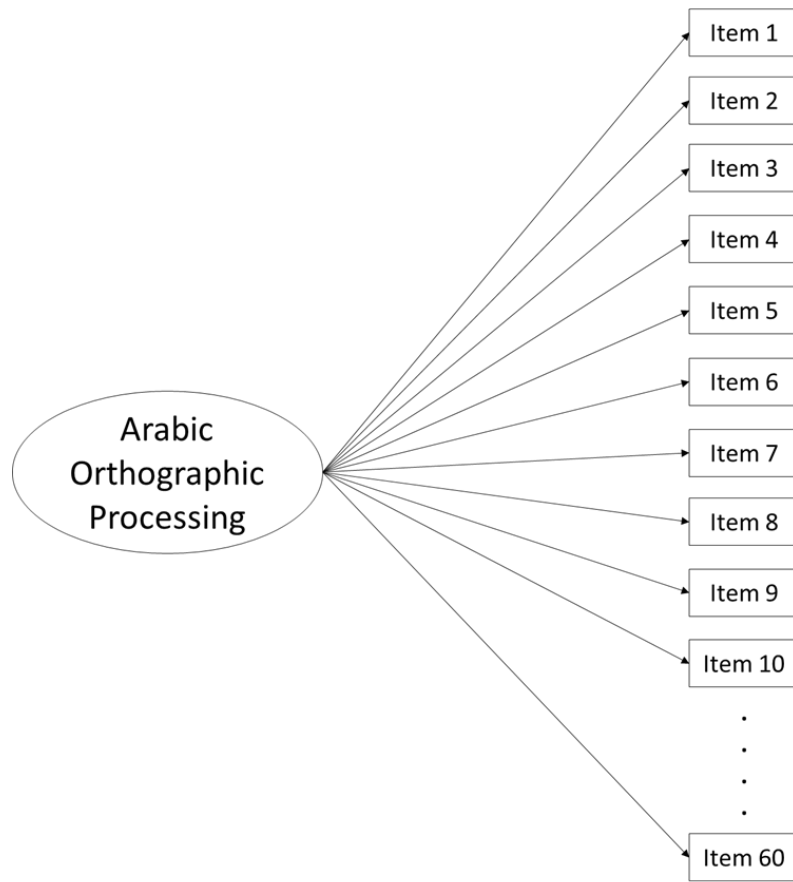 Item 1
Item 2
Item 3
Item 4
Item 5
Item 6
Arabic
Orthographic
Processing
Item 7
Item 8
Item 9
Item 10
.
.
.
.
Item 60